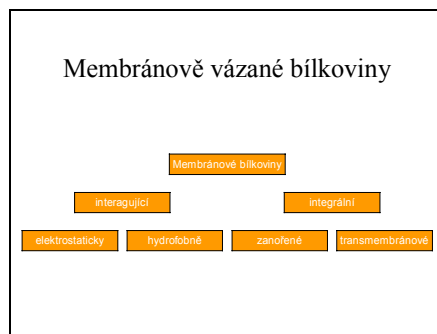 Membránově vázané bílkoviny
Membránové bílkoviny
interagující
integrální
elektrostaticky
hydrofobně
zanořené
transmembránové